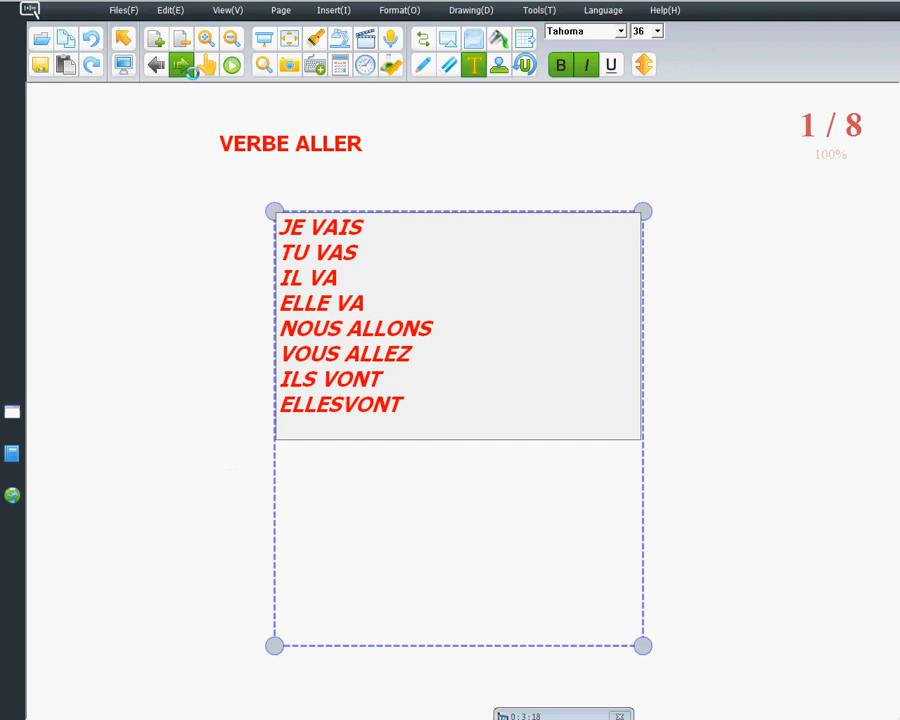 Files(F) Edit(E) View(V) Page Insert(I) Format(O) Drawing(D) Tools(T) Language Help(H)
Tahoma 36
B I U
1 / 8
100%
VERBE ALLER
JE VAIS
TU VAS
IL VA
ELLE VA
NOUS ALLONS
VOUS ALLEZ
ILS VONT
ELLESVONT
0:3:18